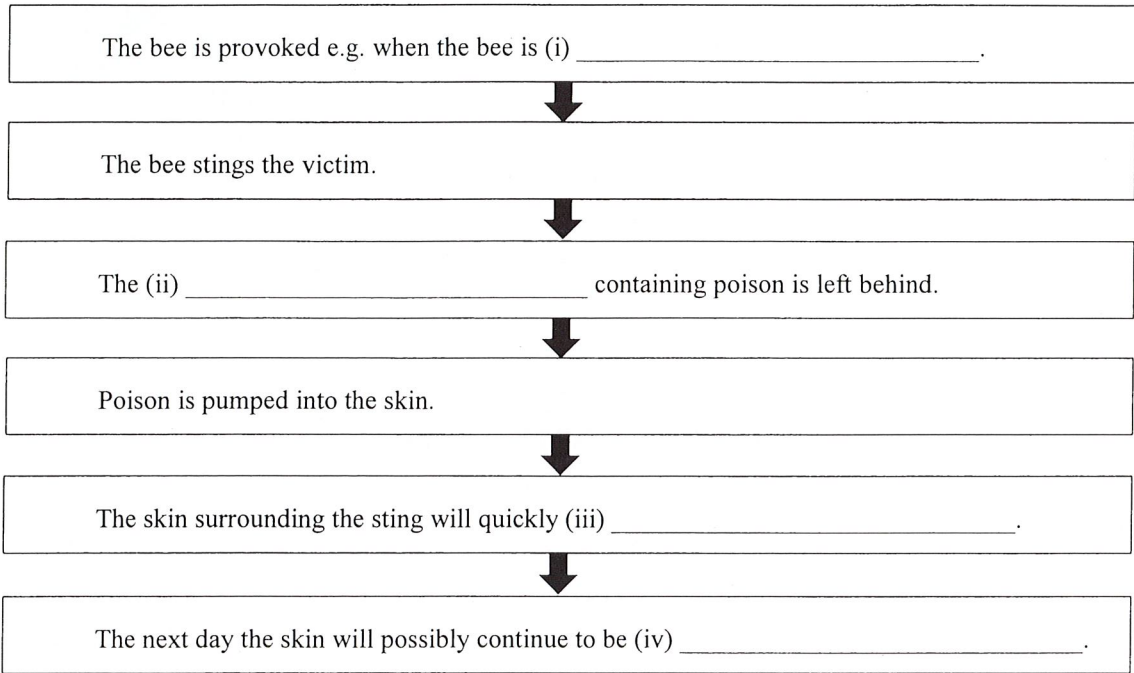 The bee is provoked e.g. when the bee is (i) ______________________________.
The bee stings the victim.
The (ii) ______________________________ containing poison is left behind.
Poison is pumped into the skin.
The skin surrounding the sting will quickly (iii) ______________________________.
The next day the skin will possibly continue to be (iv) ______________________________.